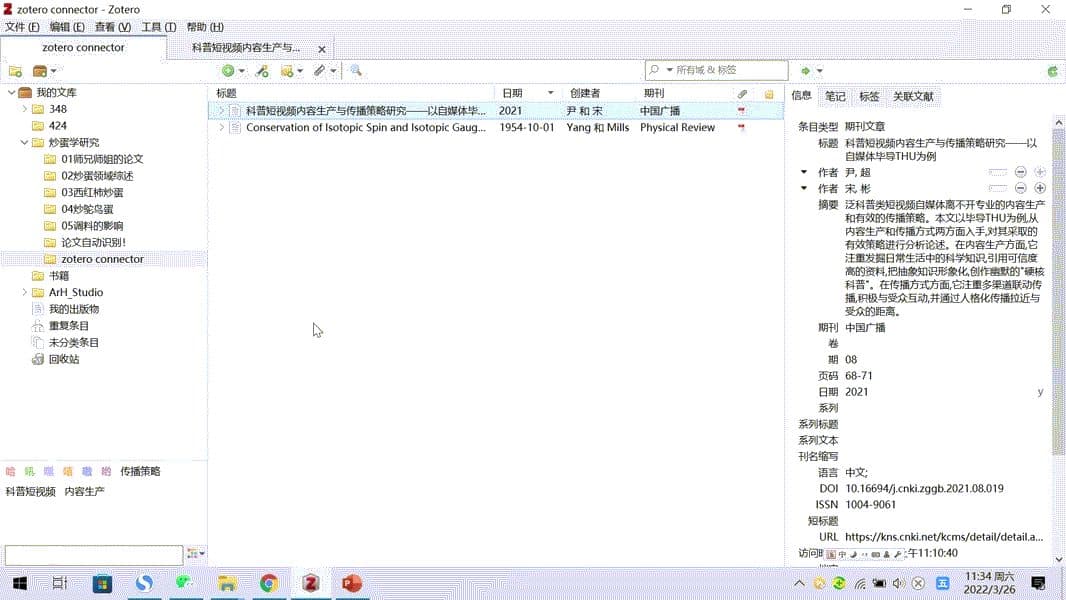 zotero connector - Zotero
文件 (F) 编辑 (E) 查看 (V) 工具 (T) 帮助 (H)
zotero connector 科普短视频内容生产与...
所有域 & 标签
我的文库
348
424
炒蛋学研究
01师兄师姐的论文
02炒蛋领域综述
03西红柿炒蛋
04炒鸵鸟蛋
05调料的影响
论文自动识别!
zotero connector
书籍
ArH_Studio
我的出版物
重复条目
未分类条目
回收站
传播策略
科普短视频 内容生产
标题 日期 创建者 期刊
科普短视频内容生产与传播策略研究——以自媒体毕... 2021 尹 和 宋 中国广播
Conservation of Isotopic Spin and Isotopic Gaug... 1954-10-01 Yang 和 Mills Physical Review
信息 笔记 标签 关联文献
条目类型 期刊文章
标题 科普短视频内容生产与传播策略研究——以
自媒体毕导THU为例
作者 尹, 超
作者 宋, 彬
摘要 泛科普类短视频自媒体离不开专业的内容生产
和有效的传播策略。本文以毕导THU为例,从
内容生产和传播方式两方面入手,对其采取的
有效策略进行分析论述。在内容生产方面,它
注重发掘日常生活中的科学知识,引用可信度
高的资料,把抽象知识形象化,创作幽默的"硬核
科普"。在传播方式方面,它注重多渠道联动传
播,积极与受众互动,并通过人格化传播拉近与
受众的距离。
期刊 中国广播
卷
期 08
页码 68-71
日期 2021 y
系列
系列标题
系列文本
刊名缩写
语言 中文;
DOI 10.16694/j.cnki.zggb.2021.08.019
ISSN 1004-9061
短标题
URL https://kns.cnki.net/kcms/detail/detail.a...
访问时 午11:10:40
11:34 周六
2022/3/26